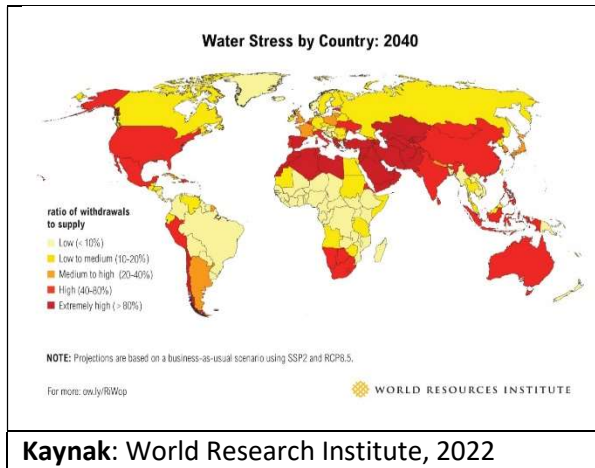 Water Stress by Country: 2040
ratio of withdrawals
to supply
Low (< 10%)
Low to medium (10-20%)
Medium to high (20-40%)
High (40-80%)
Extremely high (> 80%)
NOTE: Projections are based on a business-as-usual scenario using SSP2 and RCP8.5.
For more: ow.ly/RiWop
WORLD RESOURCES INSTITUTE
Kaynak: World Research Institute, 2022